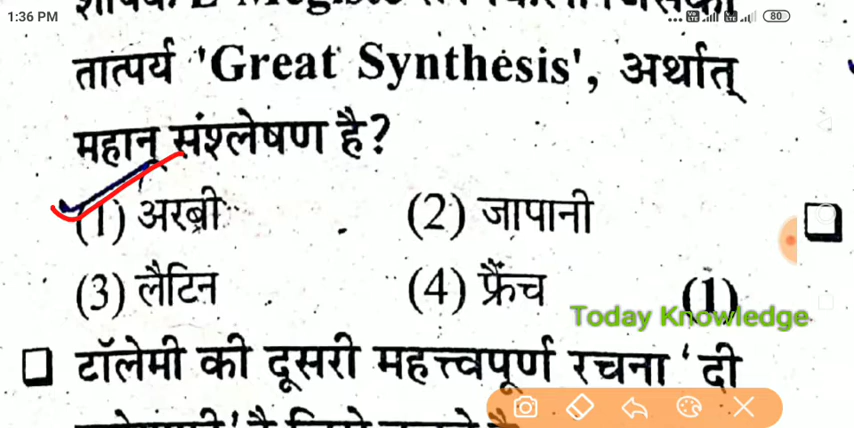 1:36 PM
80
तात्पर्य 'Great Synthesis', अर्थात्
महान् संश्लेषण है?
(1) अरबी (2) जापानी
(3) लैटिन (4) फ्रैंच (1)
Today Knowledge
टॉलेमी की दूसरी महत्त्वपूर्ण रचना 'दी